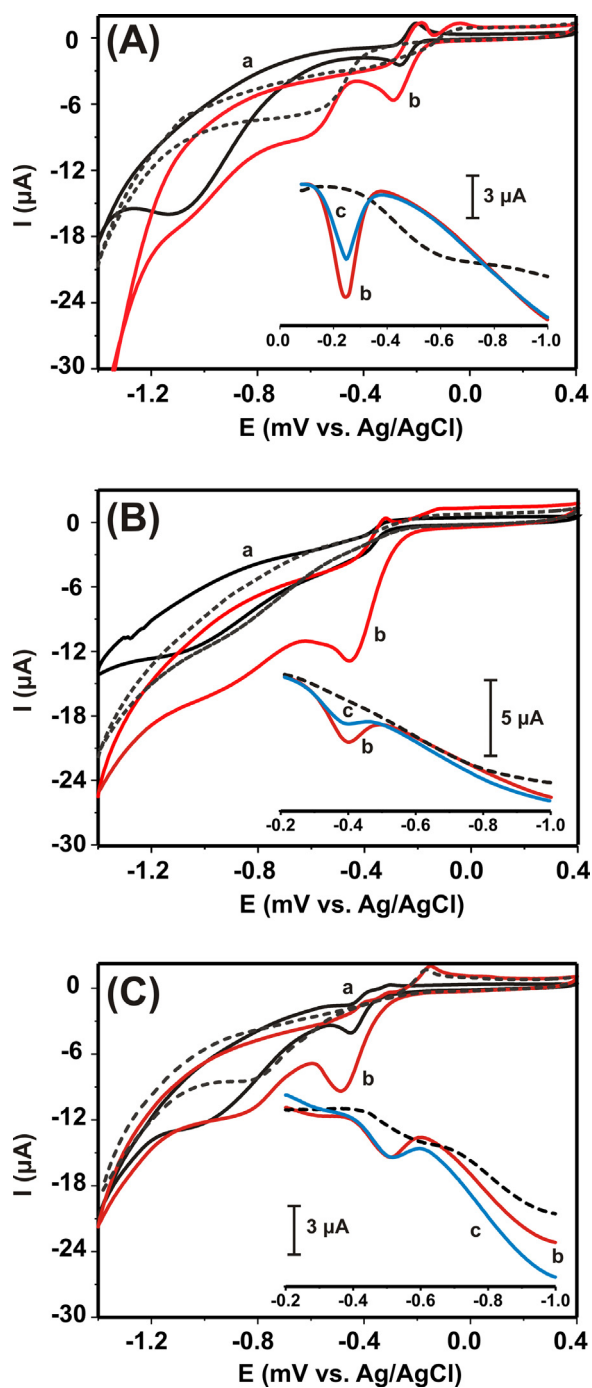 (A)
0
-6
-12
-18
-24
-30
I (µA)
a
b
c
b
3 µA
0.0 -0.2 -0.4 -0.6 -0.8 -1.0
-1.2 -0.8 -0.4 0.0 0.4
E (mV vs. Ag/AgCl)
(B)
0
-6
-12
-18
-24
-30
I (µA)
a
b
c
b
5 µA
-0.2 -0.4 -0.6 -0.8 -1.0
-1.2 -0.8 -0.4 0.0 0.4
E (mV vs. Ag/AgCl)
(C)
0
-6
-12
-18
-24
-30
I (µA)
a
b
c
b
3 µA
-0.2 -0.4 -0.6 -0.8 -1.0
-1.2 -0.8 -0.4 0.0 0.4
E (mV vs. Ag/AgCl)